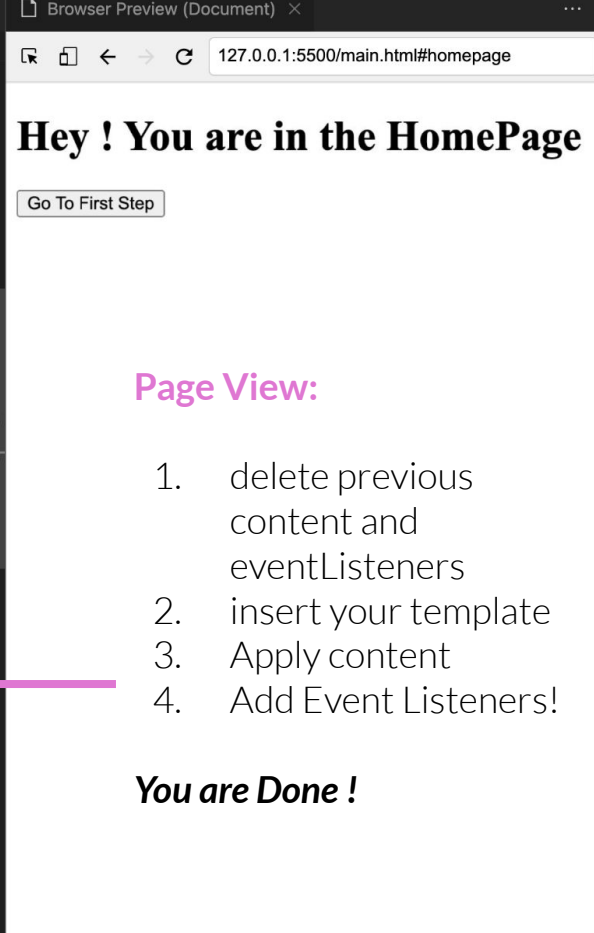 Browser Preview (Document)
127.0.0.1:5500/main.html#homepage
Hey ! You are in the HomePage
Go To First Step
Page View:
1. delete previous
content and
eventListeners
2. insert your template
3. Apply content
4. Add Event Listeners!
You are Done !